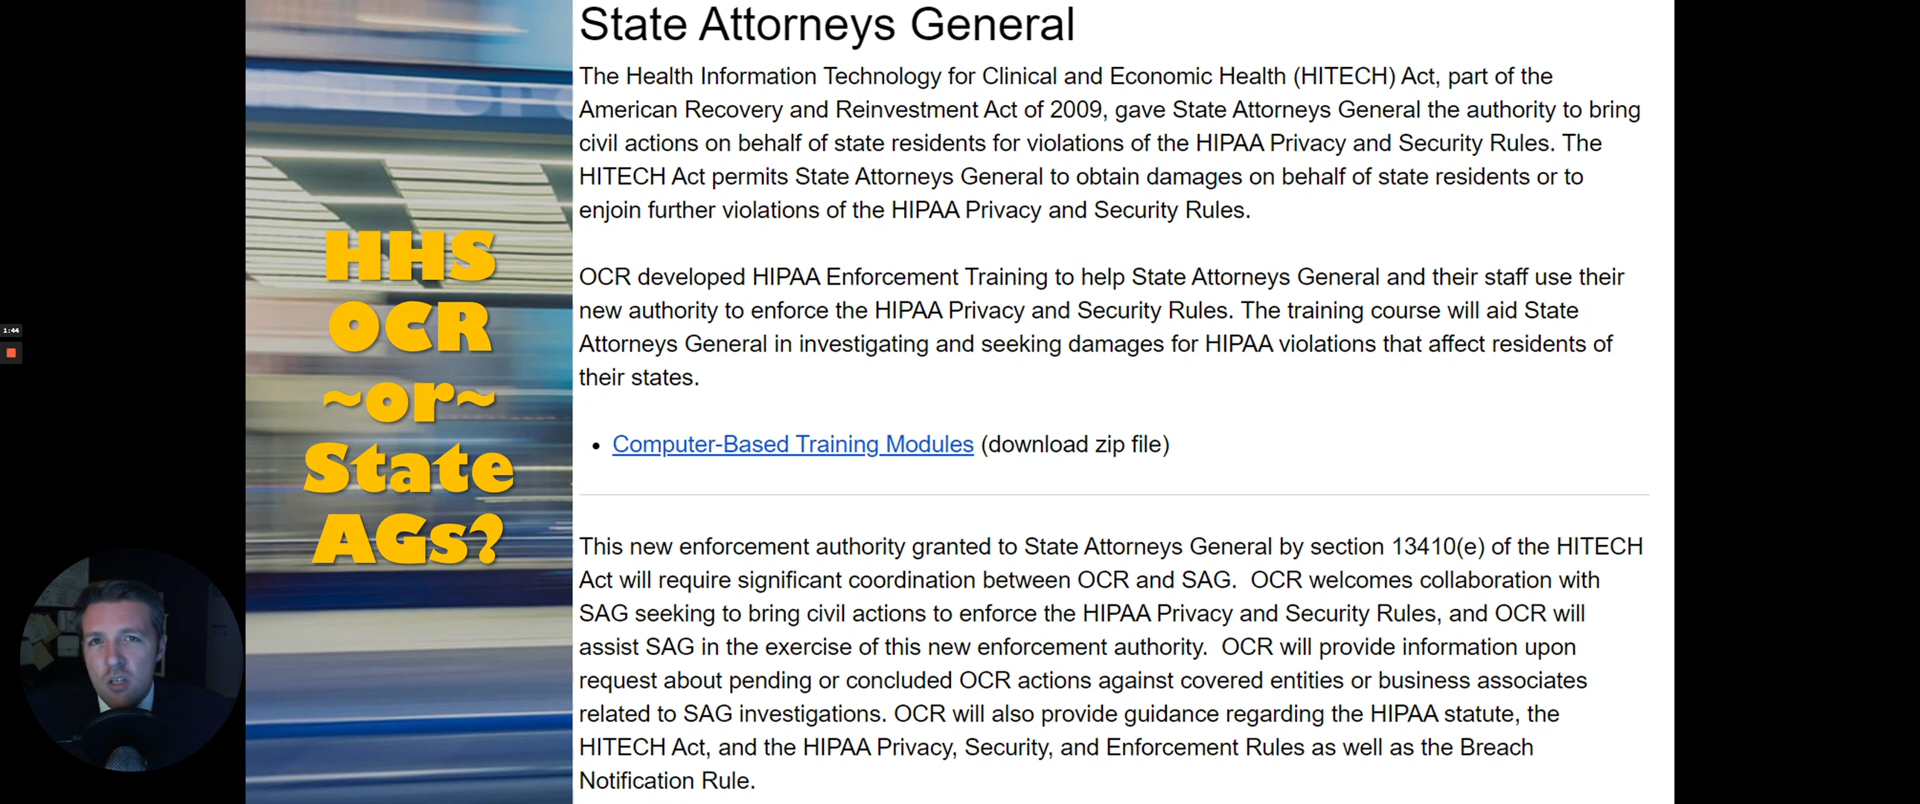 State Attorneys General
The Health Information Technology for Clinical and Economic Health (HITECH) Act, part of the
American Recovery and Reinvestment Act of 2009, gave State Attorneys General the authority to bring
civil actions on behalf of state residents for violations of the HIPAA Privacy and Security Rules. The
HITECH Act permits State Attorneys General to obtain damages on behalf of state residents or to
enjoin further violations of the HIPAA Privacy and Security Rules.
OCR developed HIPAA Enforcement Training to help State Attorneys General and their staff use their
new authority to enforce the HIPAA Privacy and Security Rules. The training course will aid State
Attorneys General in investigating and seeking damages for HIPAA violations that affect residents of
their states.
• Computer-Based Training Modules (download zip file)
This new enforcement authority granted to State Attorneys General by section 13410(e) of the HITECH
Act will require significant coordination between OCR and SAG.  OCR welcomes collaboration with
SAG seeking to bring civil actions to enforce the HIPAA Privacy and Security Rules, and OCR will
assist SAG in the exercise of this new enforcement authority.  OCR will provide information upon
request about pending or concluded OCR actions against covered entities or business associates
related to SAG investigations. OCR will also provide guidance regarding the HIPAA statute, the
HITECH Act, and the HIPAA Privacy, Security, and Enforcement Rules as well as the Breach
Notification Rule.
HHS
OCR
~or~
State
AGs?
1:44